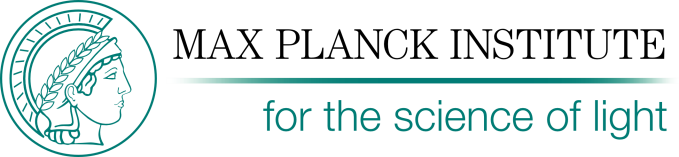 MAX PLANCK INSTITUTE
for the science of light